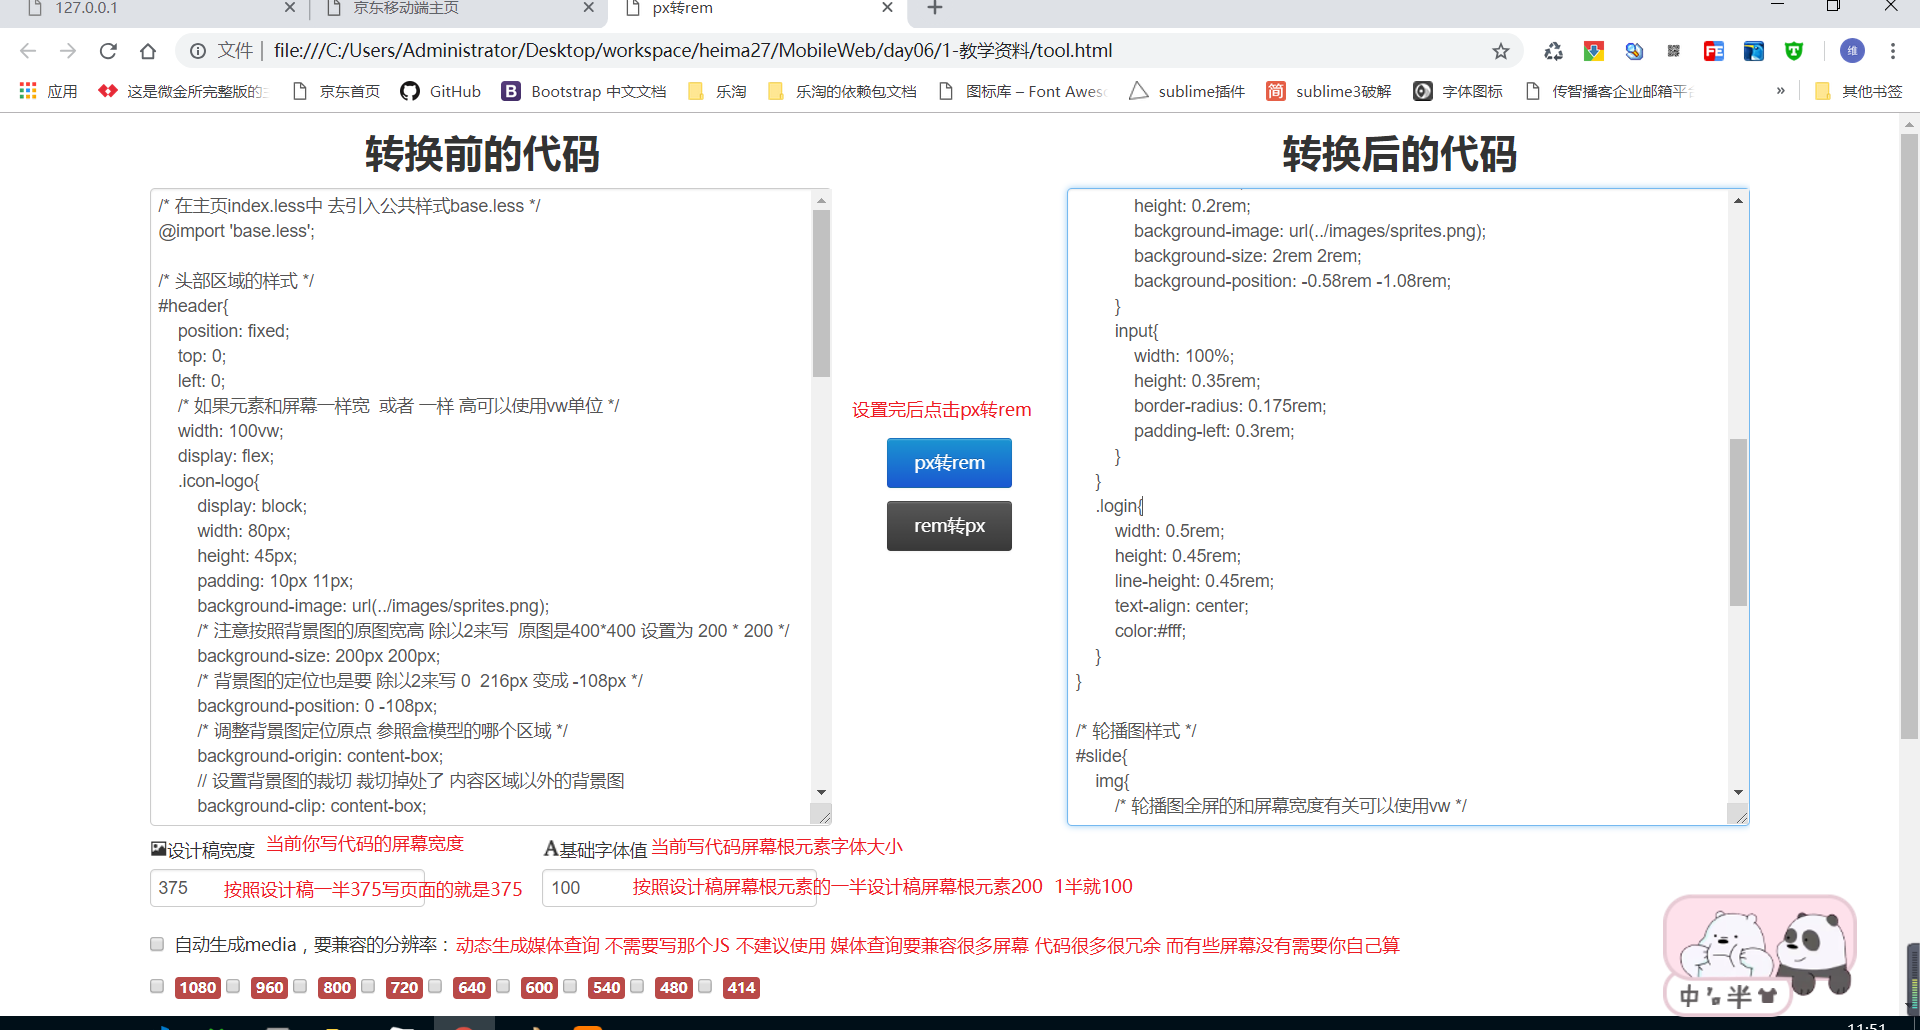 127.0.0.1
京东移动端主页
px转rem
文件 | file:///C:/Users/Administrator/Desktop/workspace/heima27/MobileWeb/day06/1-教学资料/tool.html
维
应用 这是微金所完整版的 京东首页 GitHub Bootstrap 中文文档 乐淘 乐淘的依赖包文档 图标库 – Font Awes sublime插件 简 sublime3破解 字体图标 传智播客企业邮箱平 » 其他书签
转换前的代码
/* 在主页index.less中 去引入公共样式base.less */
@import 'base.less';
/* 头部区域的样式 */
#header{
position: fixed;
top: 0;
left: 0;
/* 如果元素和屏幕一样宽  或者 一样 高可以使用vw单位 */
width: 100vw;
display: flex;
.icon-logo{
display: block;
width: 80px;
height: 45px;
padding: 10px 11px;
background-image: url(../images/sprites.png);
/* 注意按照背景图的原图宽高 除以2来写  原图是400*400 设置为 200 * 200 */
background-size: 200px 200px;
/* 背景图的定位也是要 除以2来写 0  216px 变成 -108px */
background-position: 0 -108px;
/* 调整背景图定位原点 参照盒模型的哪个区域 */
background-origin: content-box;
// 设置背景图的裁切 裁切掉处了 内容区域以外的背景图
background-clip: content-box;
设置完后点击px转rem
px转rem
rem转px
转换后的代码
height: 0.2rem;
background-image: url(../images/sprites.png);
background-size: 2rem 2rem;
background-position: -0.58rem -1.08rem;
}
input{
width: 100%;
height: 0.35rem;
border-radius: 0.175rem;
padding-left: 0.3rem;
}
}
.login{
width: 0.5rem;
height: 0.45rem;
line-height: 0.45rem;
text-align: center;
color:#fff;
}
}
/* 轮播图样式 */
#slide{
img{
/* 轮播图全屏的和屏幕宽度有关可以使用vw */
设计稿宽度 当前你写代码的屏幕宽度
A基础字体值 当前写代码屏幕根元素字体大小
375 按照设计稿一半375写页面的就是375
100 按照设计稿屏幕根元素的一半设计稿屏幕根元素200  1半就100
自动生成media，要兼容的分辨率： 动态生成媒体查询 不需要写那个JS 不建议使用 媒体查询要兼容很多屏幕 代码很多很冗余 而有些屏幕没有需要你自己算
1080 960 800 720 640 600 540 480 414
中 半
11:51